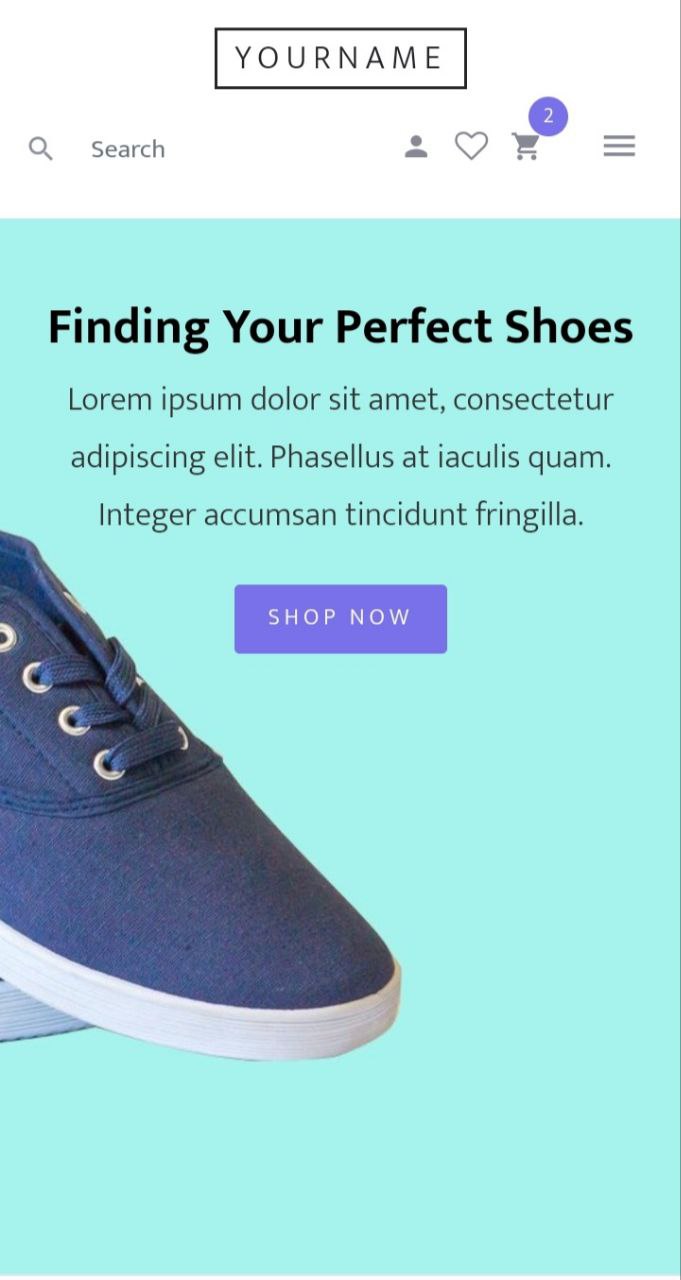 YOURNAME
2
Search
Finding Your Perfect Shoes
Lorem ipsum dolor sit amet, consectetur
adipiscing elit. Phasellus at iaculis quam.
Integer accumsan tincidunt fringilla.
SHOP NOW